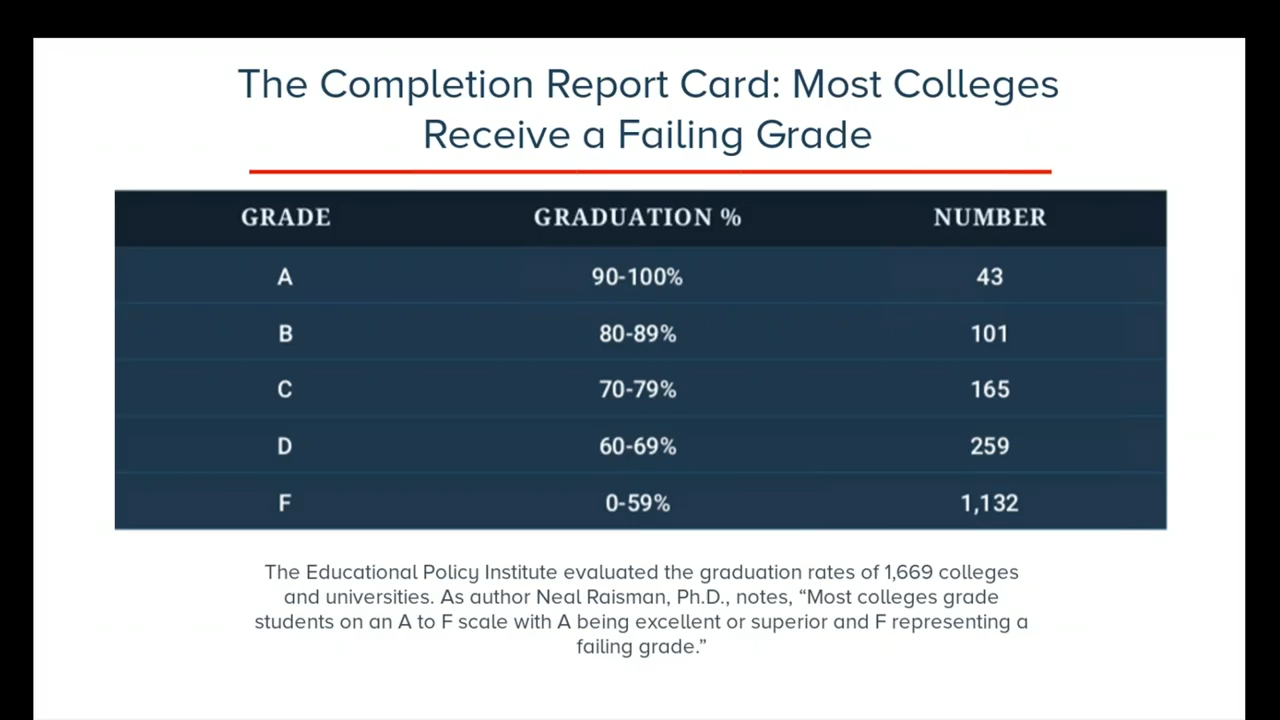 The Completion Report Card: Most Colleges
Receive a Failing Grade
GRADE GRADUATION % NUMBER
A 90-100% 43
B 80-89% 101
C 70-79% 165
D 60-69% 259
F 0-59% 1,132
The Educational Policy Institute evaluated the graduation rates of 1,669 colleges
and universities. As author Neal Raisman, Ph.D., notes, “Most colleges grade
students on an A to F scale with A being excellent or superior and F representing a
failing grade.”